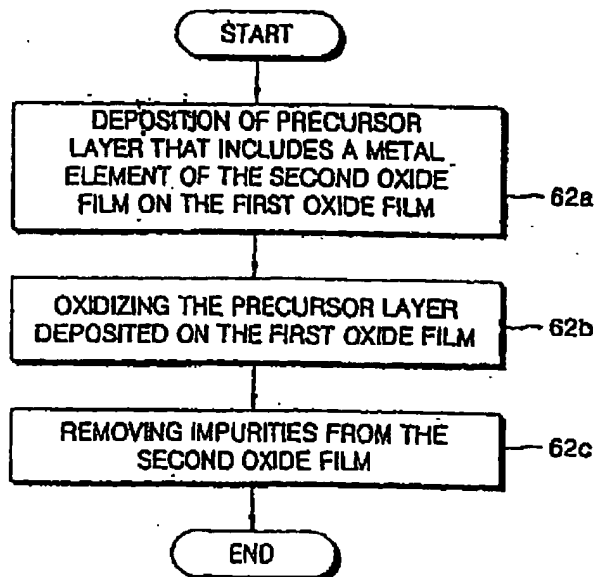 START
DEPOSITION OF PRECURSOR
LAYER THAT INCLUDES A METAL
ELEMENT OF THE SECOND OXIDE
FILM ON THE FIRST OXIDE FILM
62a
OXIDIZING THE PRECURSOR LAYER
DEPOSITED ON THE FIRST OXIDE FILM
62b
REMOVING IMPURITIES FROM THE
SECOND OXIDE FILM
62c
END